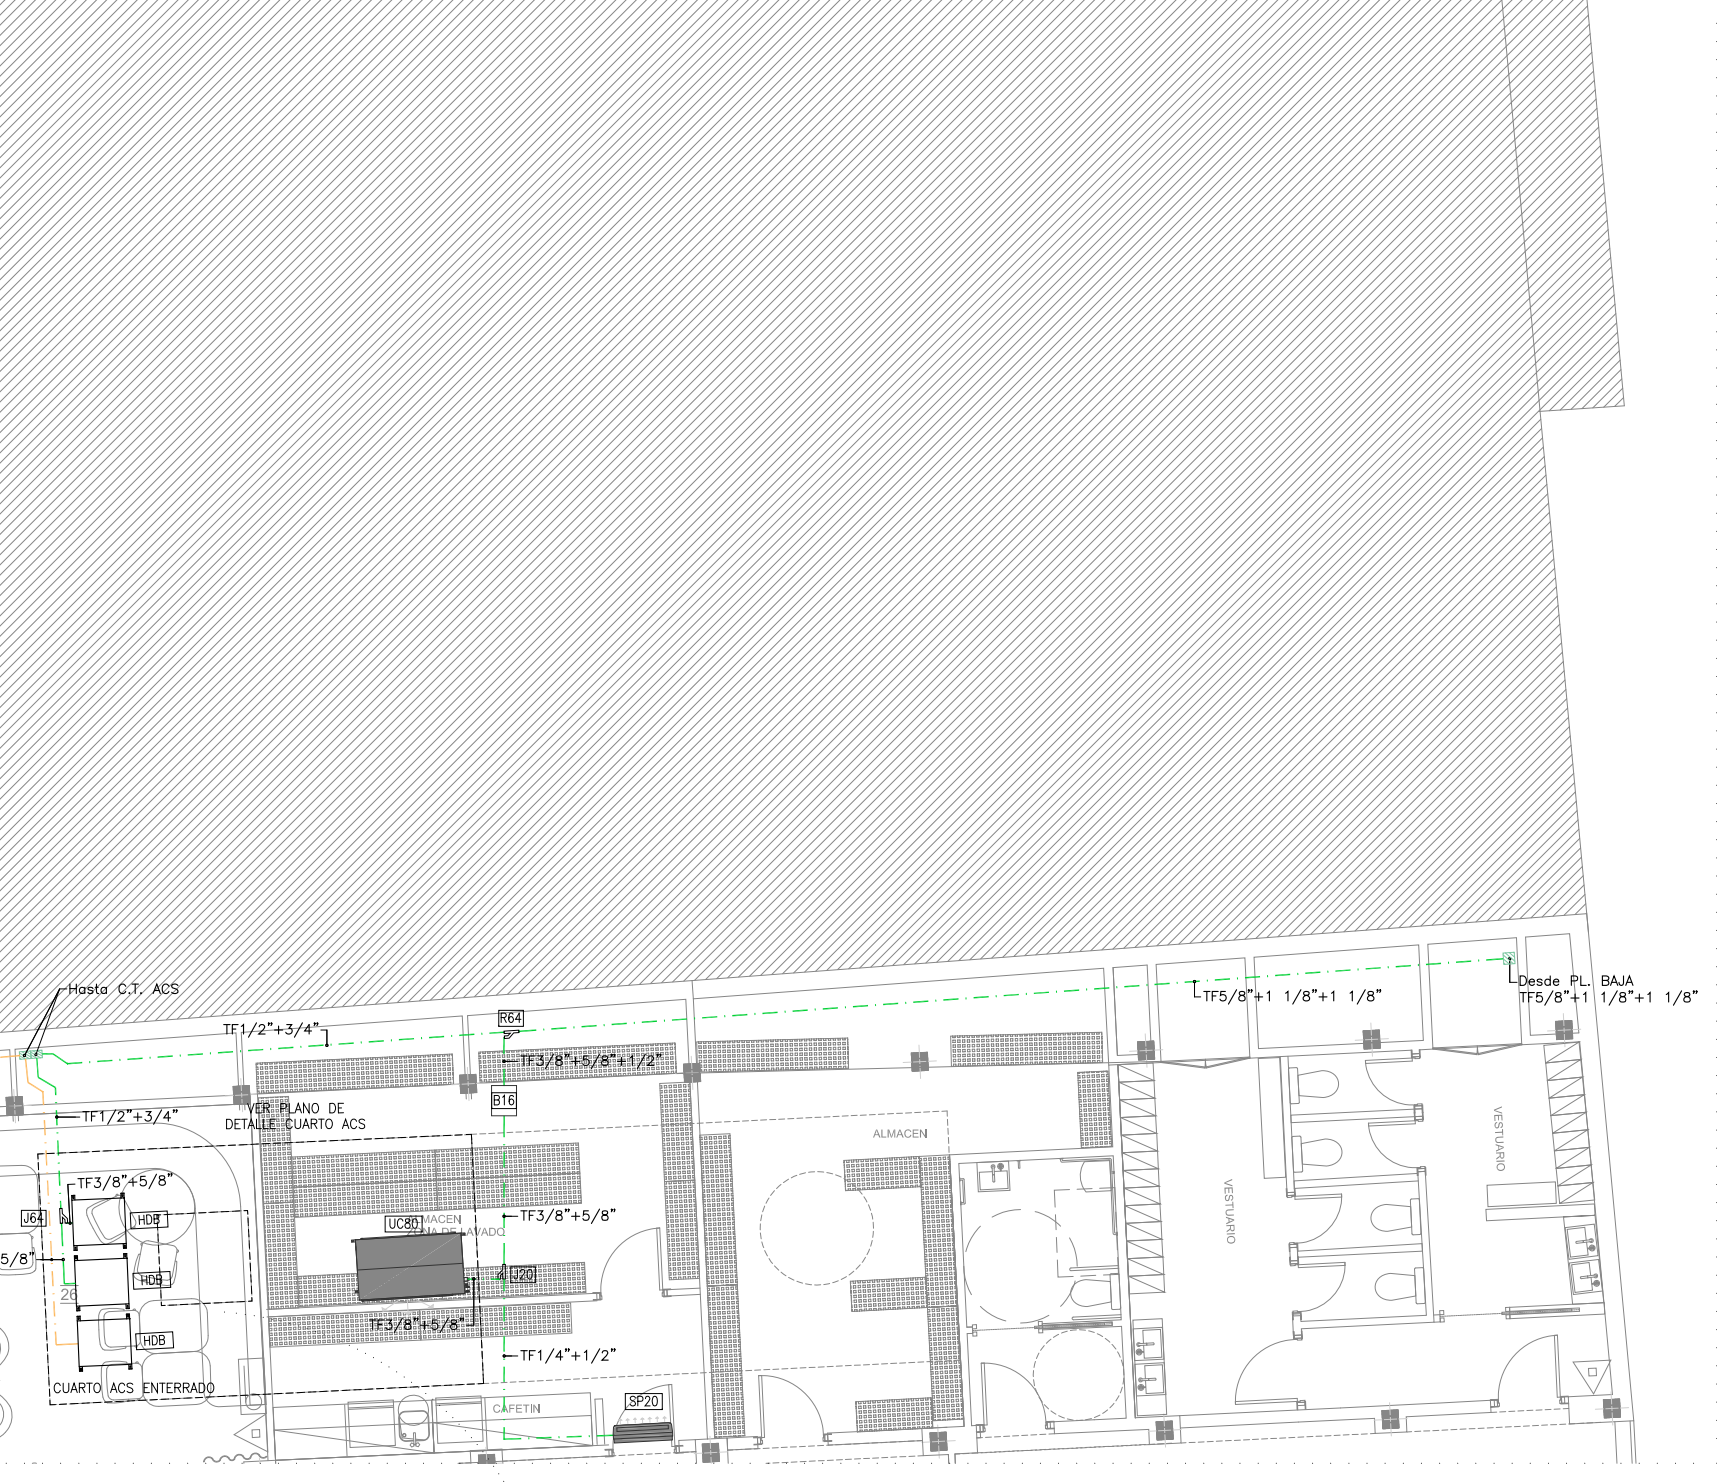 Desde PL. BAJA
TF5/8"+1 1/8"+1 1/8"
TF5/8"+1 1/8"+1 1/8"
Hasta C.T. ACS
TF1/2"+3/4"
R64
TF3/8"+5/8"+1/2"
B16
VER PLANO DE
DETALLE CUARTO ACS
TF1/2"+3/4"
ALMACEN
VESTUARIO
VESTUARIO
TF3/8"+5/8"
J64
HDB
UC80
ALMACEN
ZONA DE LAVADO
TF3/8"+5/8"
5/8"
HDB
J20
26
TF3/8"+5/8"
HDB
TF1/4"+1/2"
CUARTO ACS ENTERRADO
CAFETIN
SP20